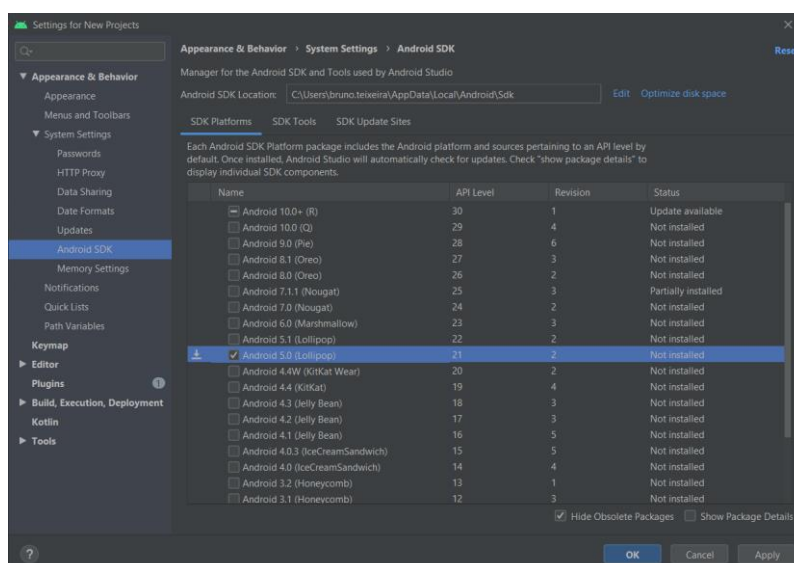 Settings for New Projects
Appearance & Behavior
Appearance
Menus and Toolbars
System Settings
Passwords
HTTP Proxy
Data Sharing
Date Formats
Updates
Android SDK
Memory Settings
Notifications
Quick Lists
Path Variables
Keymap
Editor
Plugins 1
Build, Execution, Deployment
Kotlin
Tools
Appearance & Behavior › System Settings › Android SDK
Rese
Manager for the Android SDK and Tools used by Android Studio
Android SDK Location: C:\Users\bruno.teixeira\AppData\Local\Android\Sdk Edit Optimize disk space
SDK Platforms SDK Tools SDK Update Sites
Each Android SDK Platform package includes the Android platform and sources pertaining to an API level by
default. Once installed, Android Studio will automatically check for updates. Check "show package details" to
display individual SDK components.
Name API Level Revision Status
Android 10.0+ (R) 30 1 Update available
Android 10.0 (Q) 29 4 Not installed
Android 9.0 (Pie) 28 6 Not installed
Android 8.1 (Oreo) 27 3 Not installed
Android 8.0 (Oreo) 26 2 Not installed
Android 7.1.1 (Nougat) 25 3 Partially installed
Android 7.0 (Nougat) 24 2 Not installed
Android 6.0 (Marshmallow) 23 3 Not installed
Android 5.1 (Lollipop) 22 2 Not installed
Android 5.0 (Lollipop) 21 2 Not installed
Android 4.4W (KitKat Wear) 20 2 Not installed
Android 4.4 (KitKat) 19 4 Not installed
Android 4.3 (Jelly Bean) 18 3 Not installed
Android 4.2 (Jelly Bean) 17 3 Not installed
Android 4.1 (Jelly Bean) 16 5 Not installed
Android 4.0.3 (IceCreamSandwich) 15 5 Not installed
Android 4.0 (IceCreamSandwich) 14 4 Not installed
Android 3.2 (Honeycomb) 13 1 Not installed
Android 3.1 (Honeycomb) 12 3 Not installed
Hide Obsolete Packages Show Package Details
? OK Cancel Apply